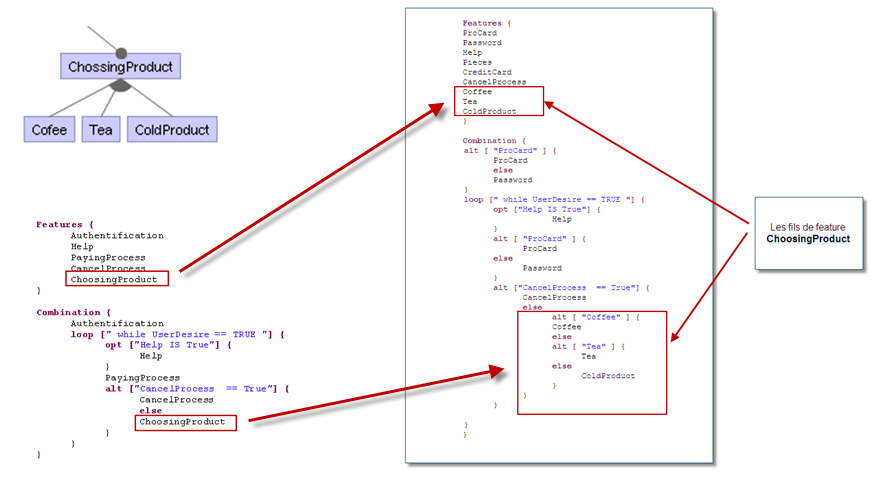 ChossingProduct
Cofee
Tea
ColdProduct
Features {
Authentification
Help
PayingProcess
CancelProcess
ChoosingProduct
}
Combination {
Authentification
loop [" while UserDesire == TRUE "] {
opt ["Help IS True"] {
Help
}
PayingProcess
alt ["CancelProcess  == True"] {
CancelProcess
else
ChoosingProduct
}
}
}
Features {
ProCard
Password
Help
Pieces
CreditCard
CancelProcess
Coffee
Tea
ColdProduct
}
Combination {
alt [ "ProCard" ] {
ProCard
else
Password
}
loop [" while UserDesire == TRUE "] {
opt ["Help IS True"] {
Help
}
alt [ "ProCard" ] {
ProCard
else
Password
}
alt ["CancelProcess  == True"] {
CancelProcess
else
alt [ "Coffee" ] {
Coffee
else
alt [ "Tea" ] {
Tea
else
ColdProduct
}
}
}
}
}
Les fils de feature
ChoosingProduct